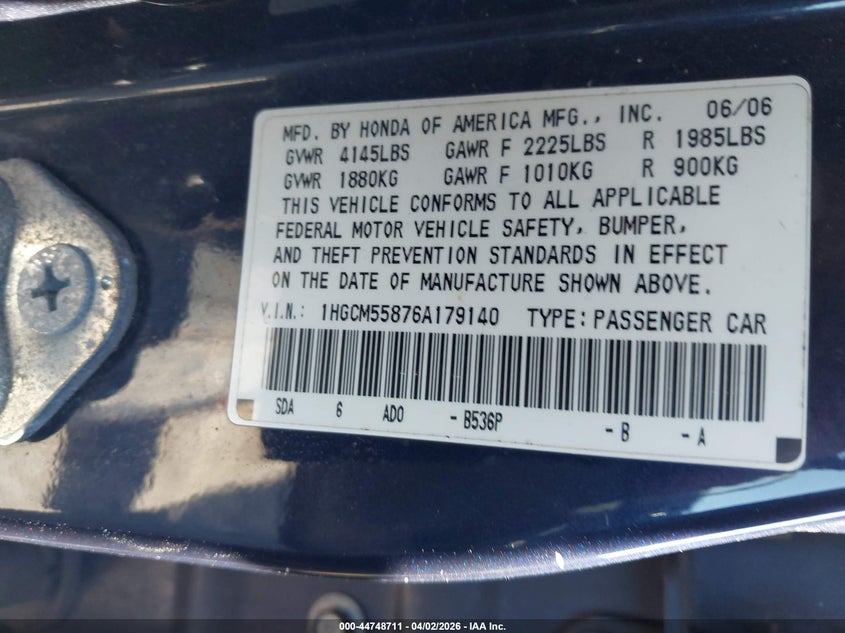 MFD. BY HONDA OF AMERICA MFG., INC. 06/06
GVWR 4145LBS GAWR F 2225LBS R 1985LBS
GVWR 1880KG GAWR F 1010KG R 900KG
THIS VEHICLE CONFORMS TO ALL APPLICABLE
FEDERAL MOTOR VEHICLE SAFETY, BUMPER,
AND THEFT PREVENTION STANDARDS IN EFFECT
ON THE DATE OF MANUFACTURE SHOWN ABOVE.
V.I.N.: 1HGCM55876A179140 TYPE: PASSENGER CAR
SDA 6 AD0 - B536P - B - A
000-44748711 - 04/02/2026 - IAA Inc.